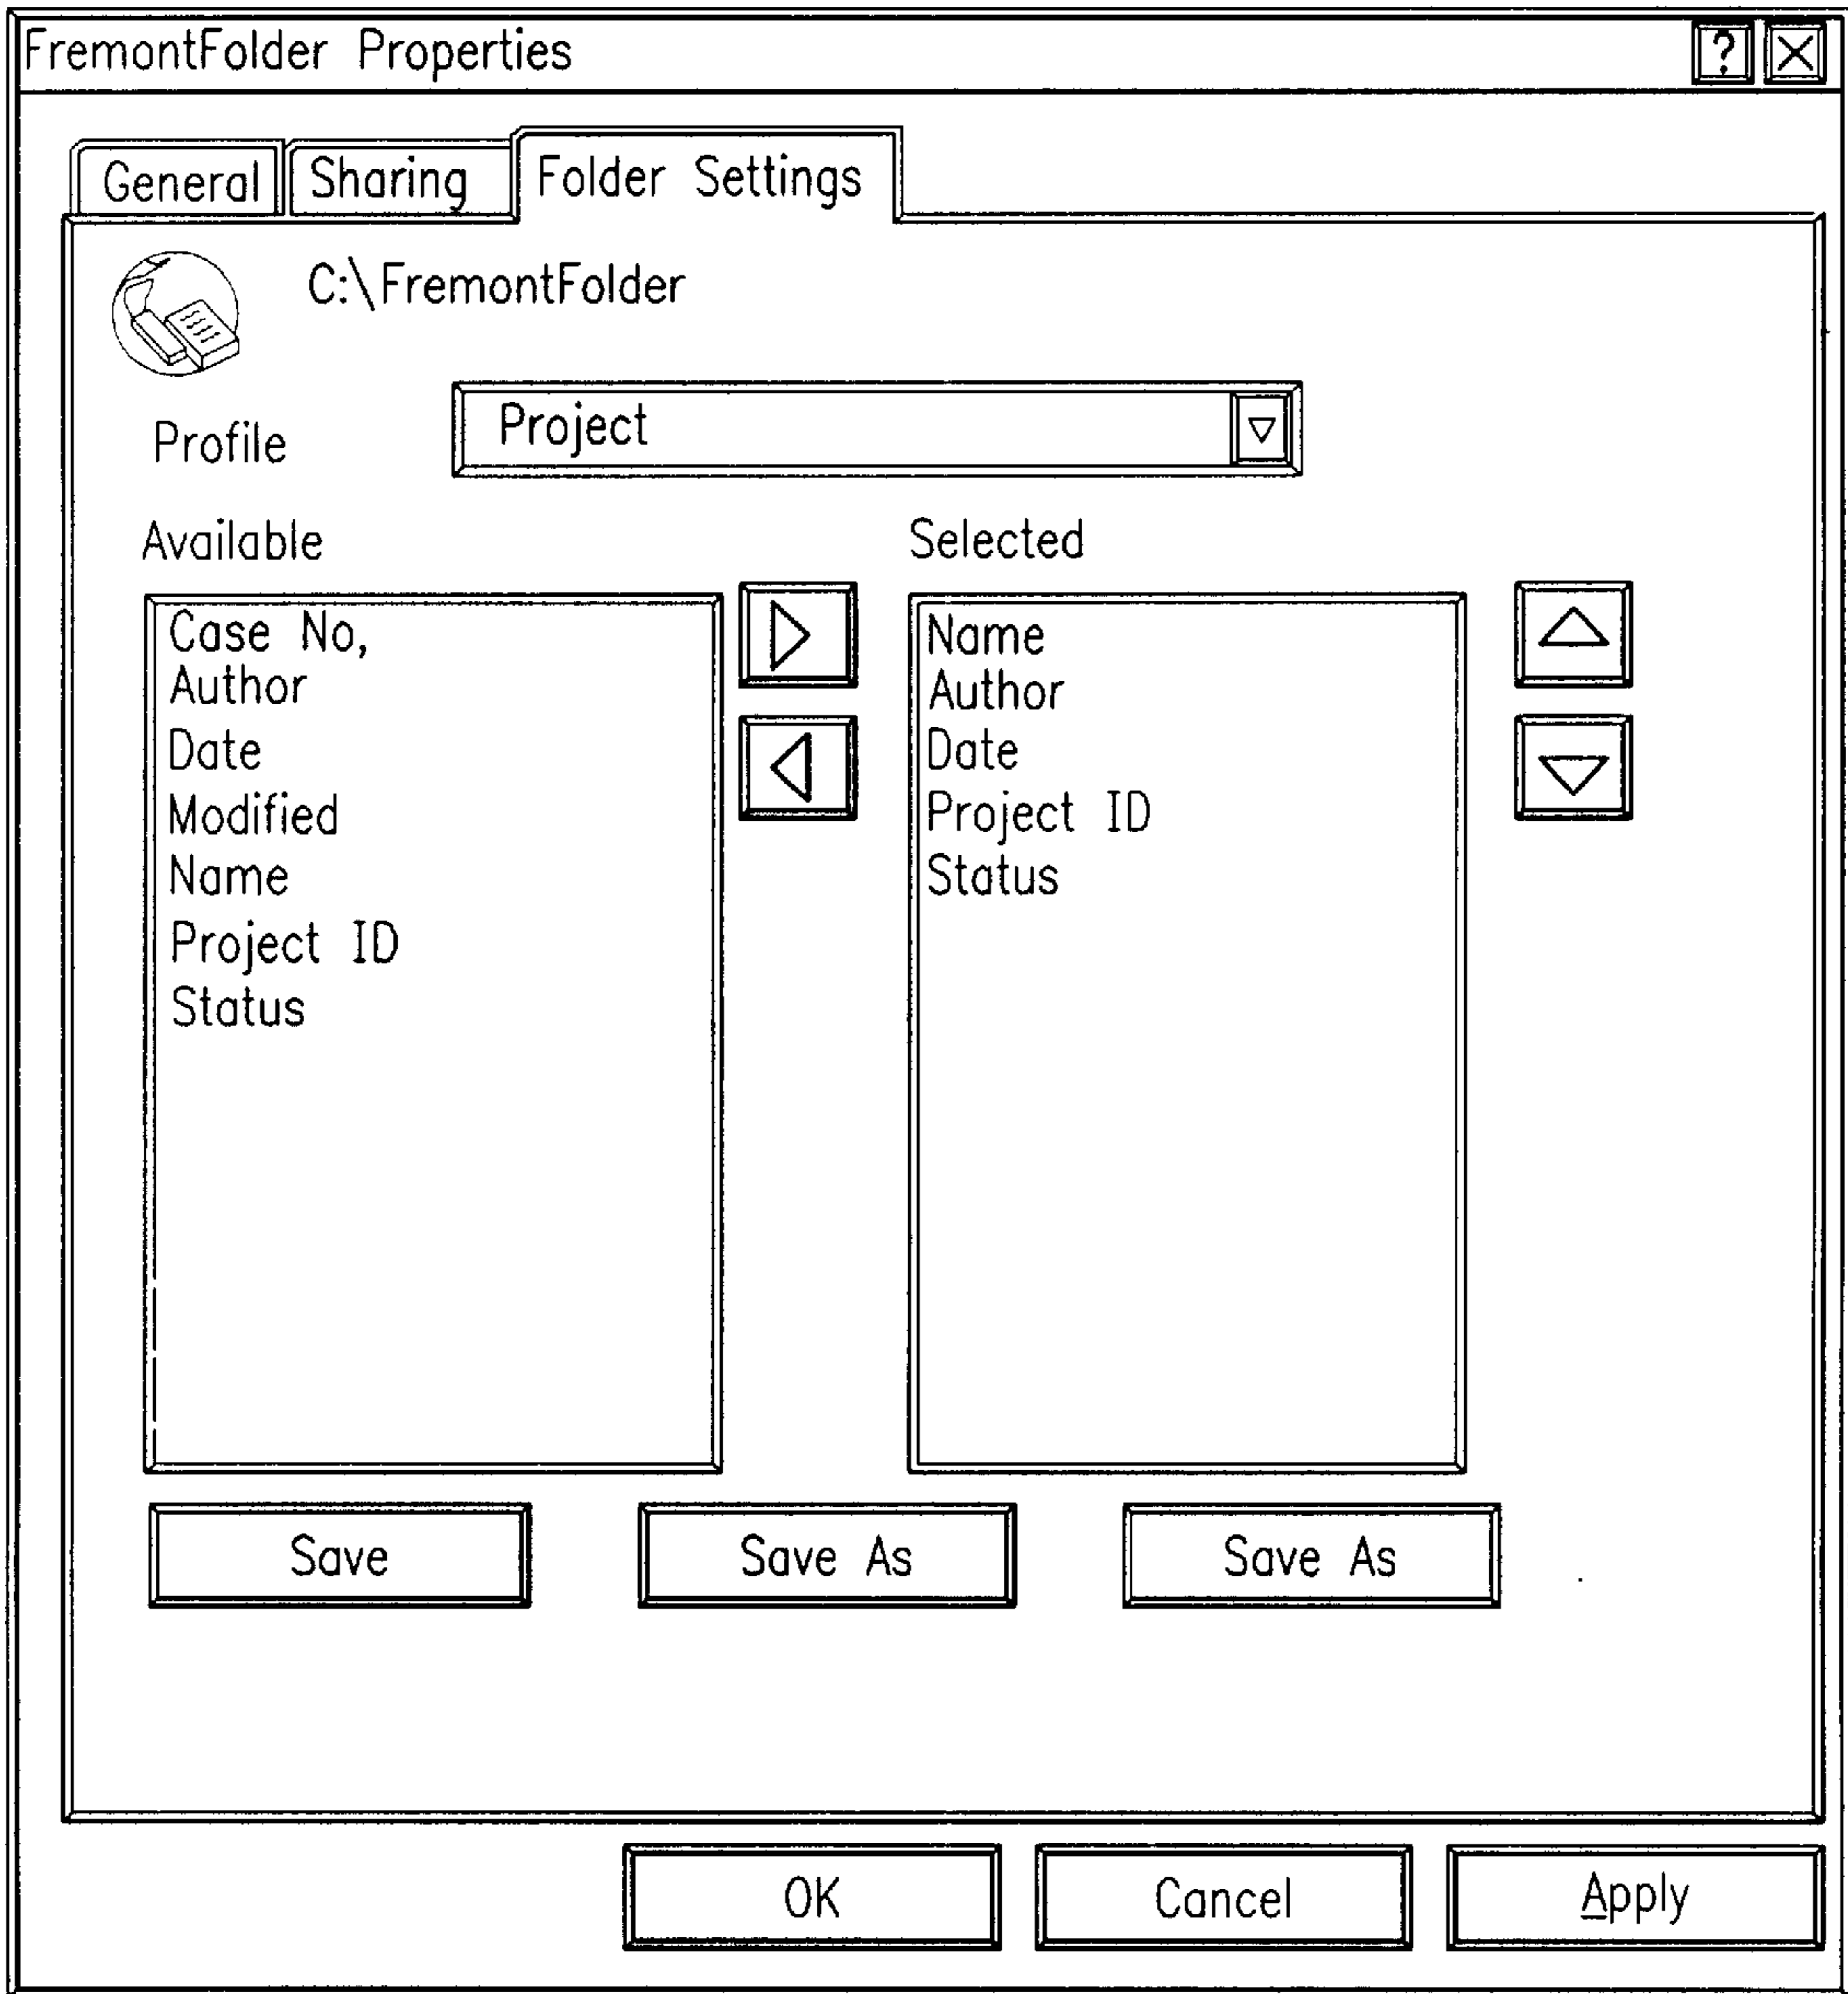 FremontFolder Properties ?
General Sharing Folder Settings
C:\FremontFolder
Profile Project
Available Selected
Case No,
Author
Date
Modified
Name
Project ID
Status
Name
Author
Date
Project ID
Status
Save Save As Save As
OK Cancel Apply